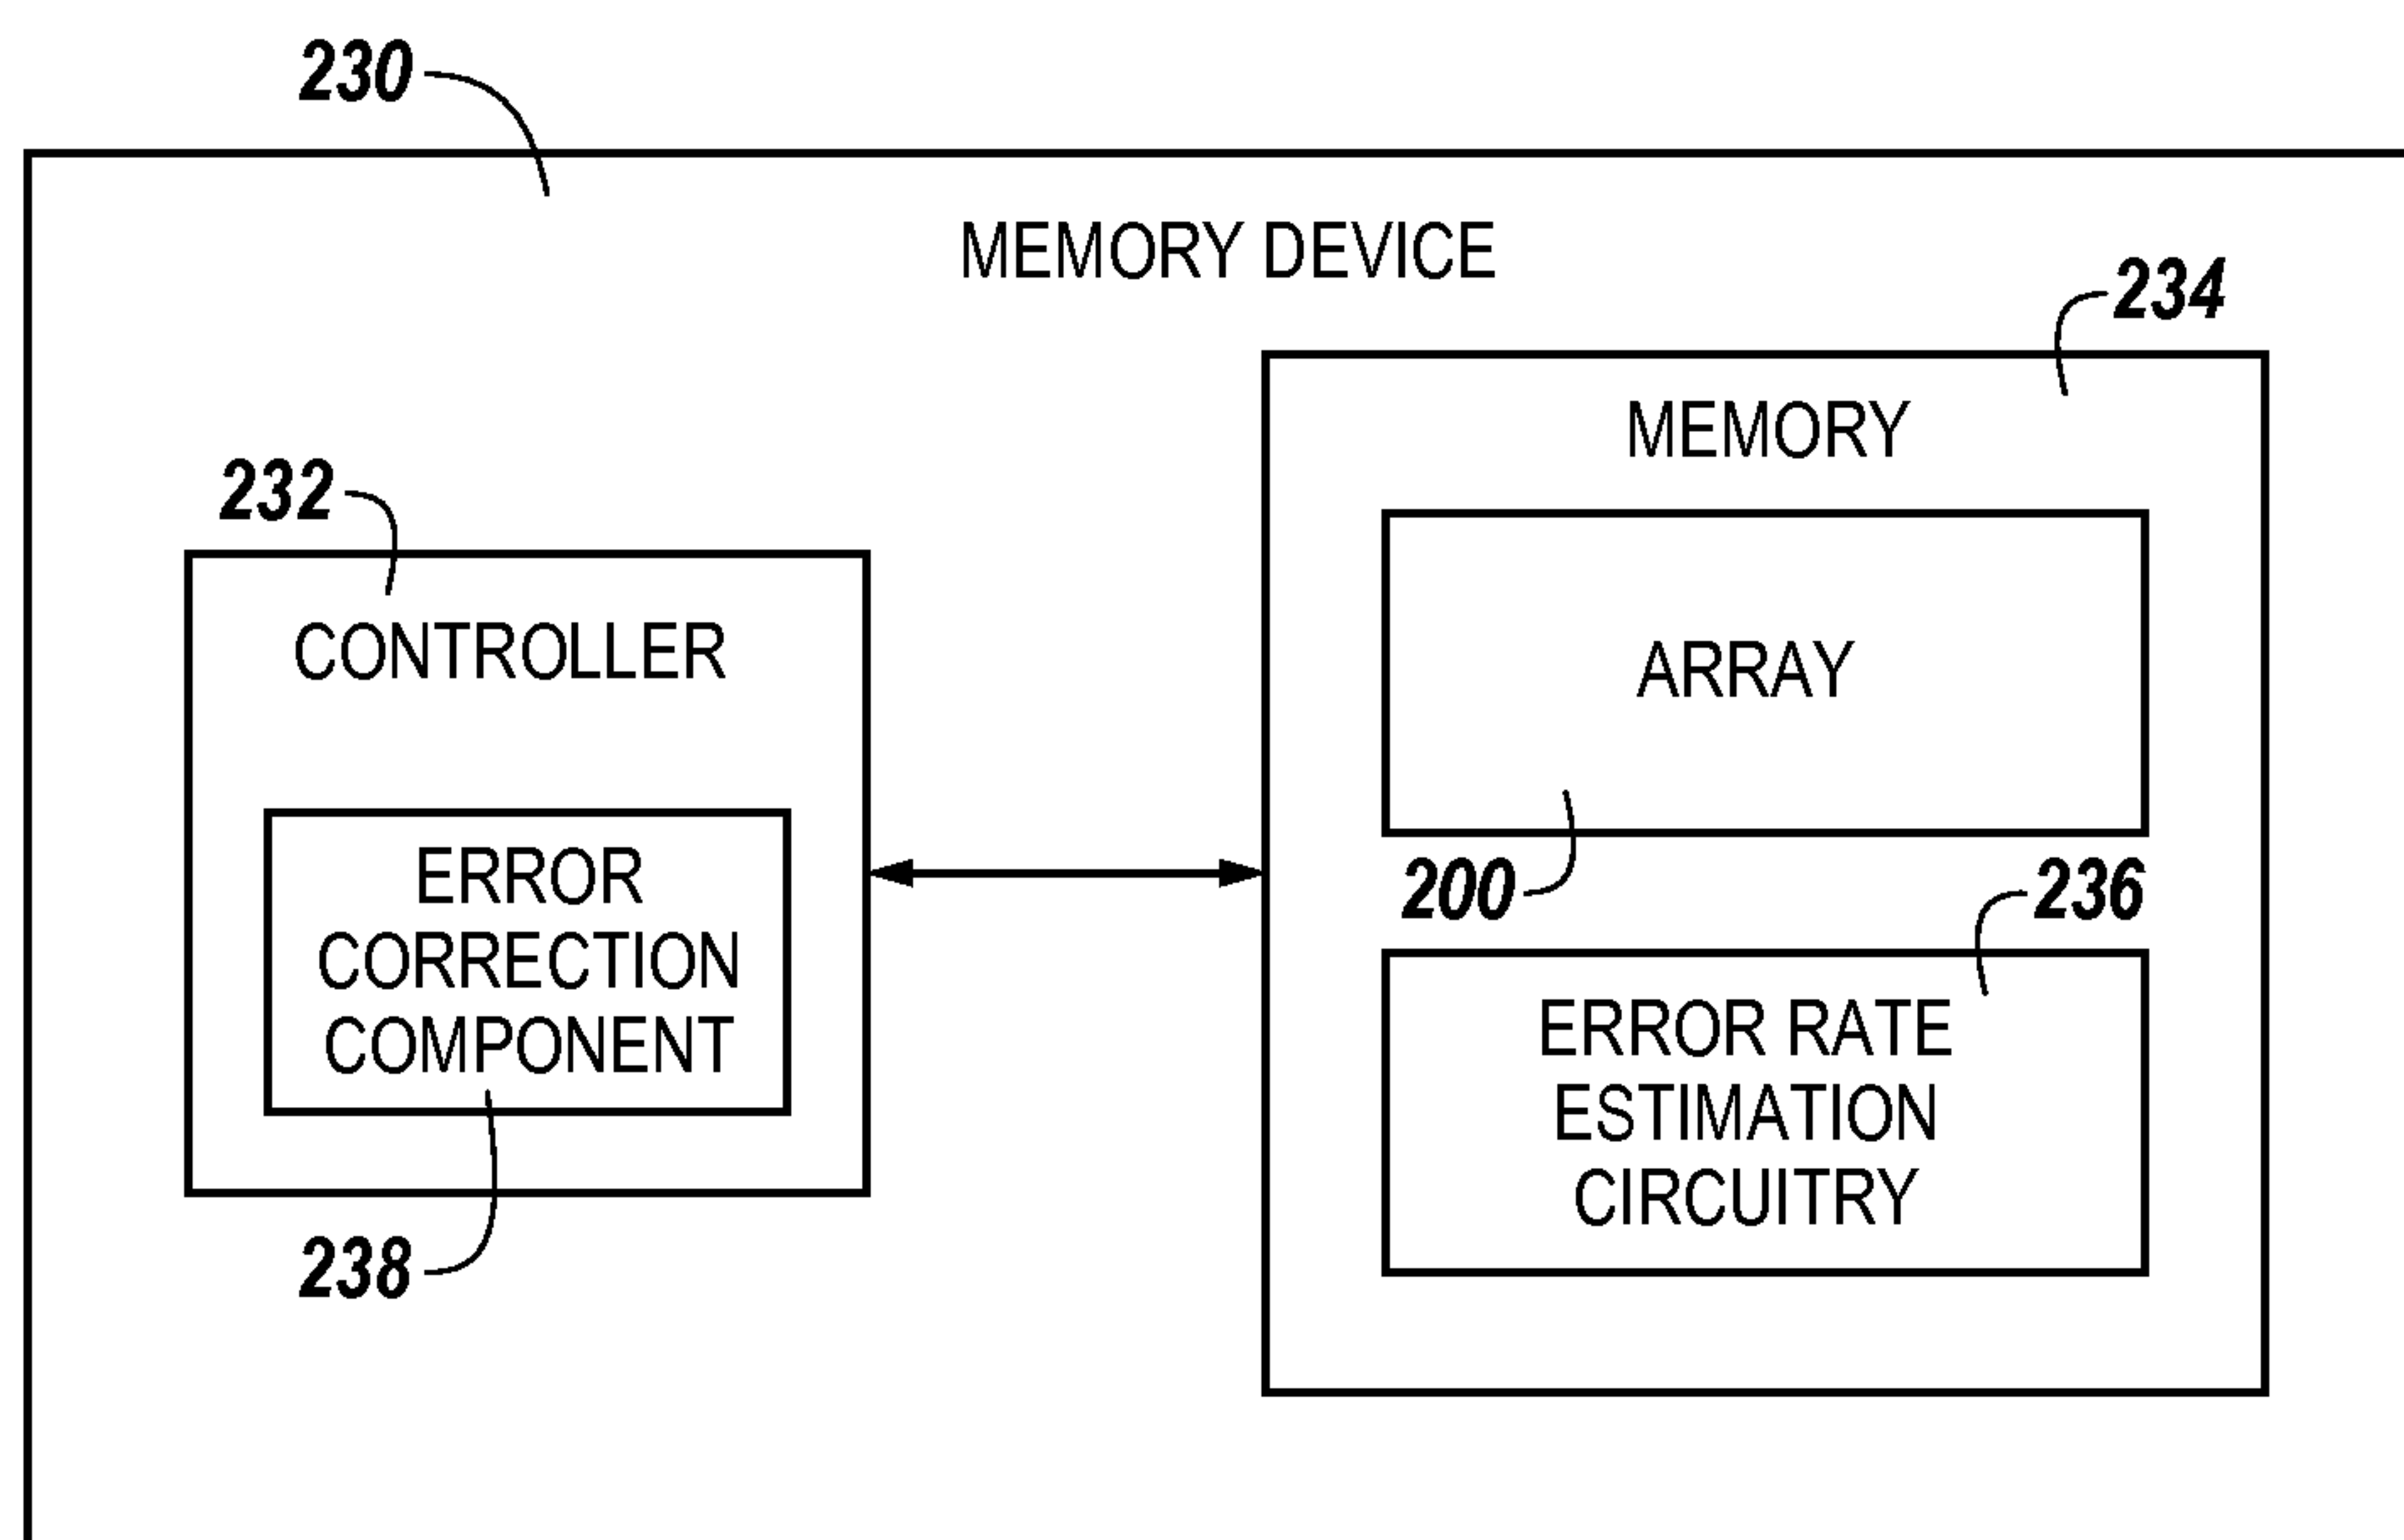 230
MEMORY DEVICE
234
MEMORY
232
CONTROLLER
ARRAY
ERROR
CORRECTION
COMPONENT
200
236
ERROR RATE
ESTIMATION
CIRCUITRY
238